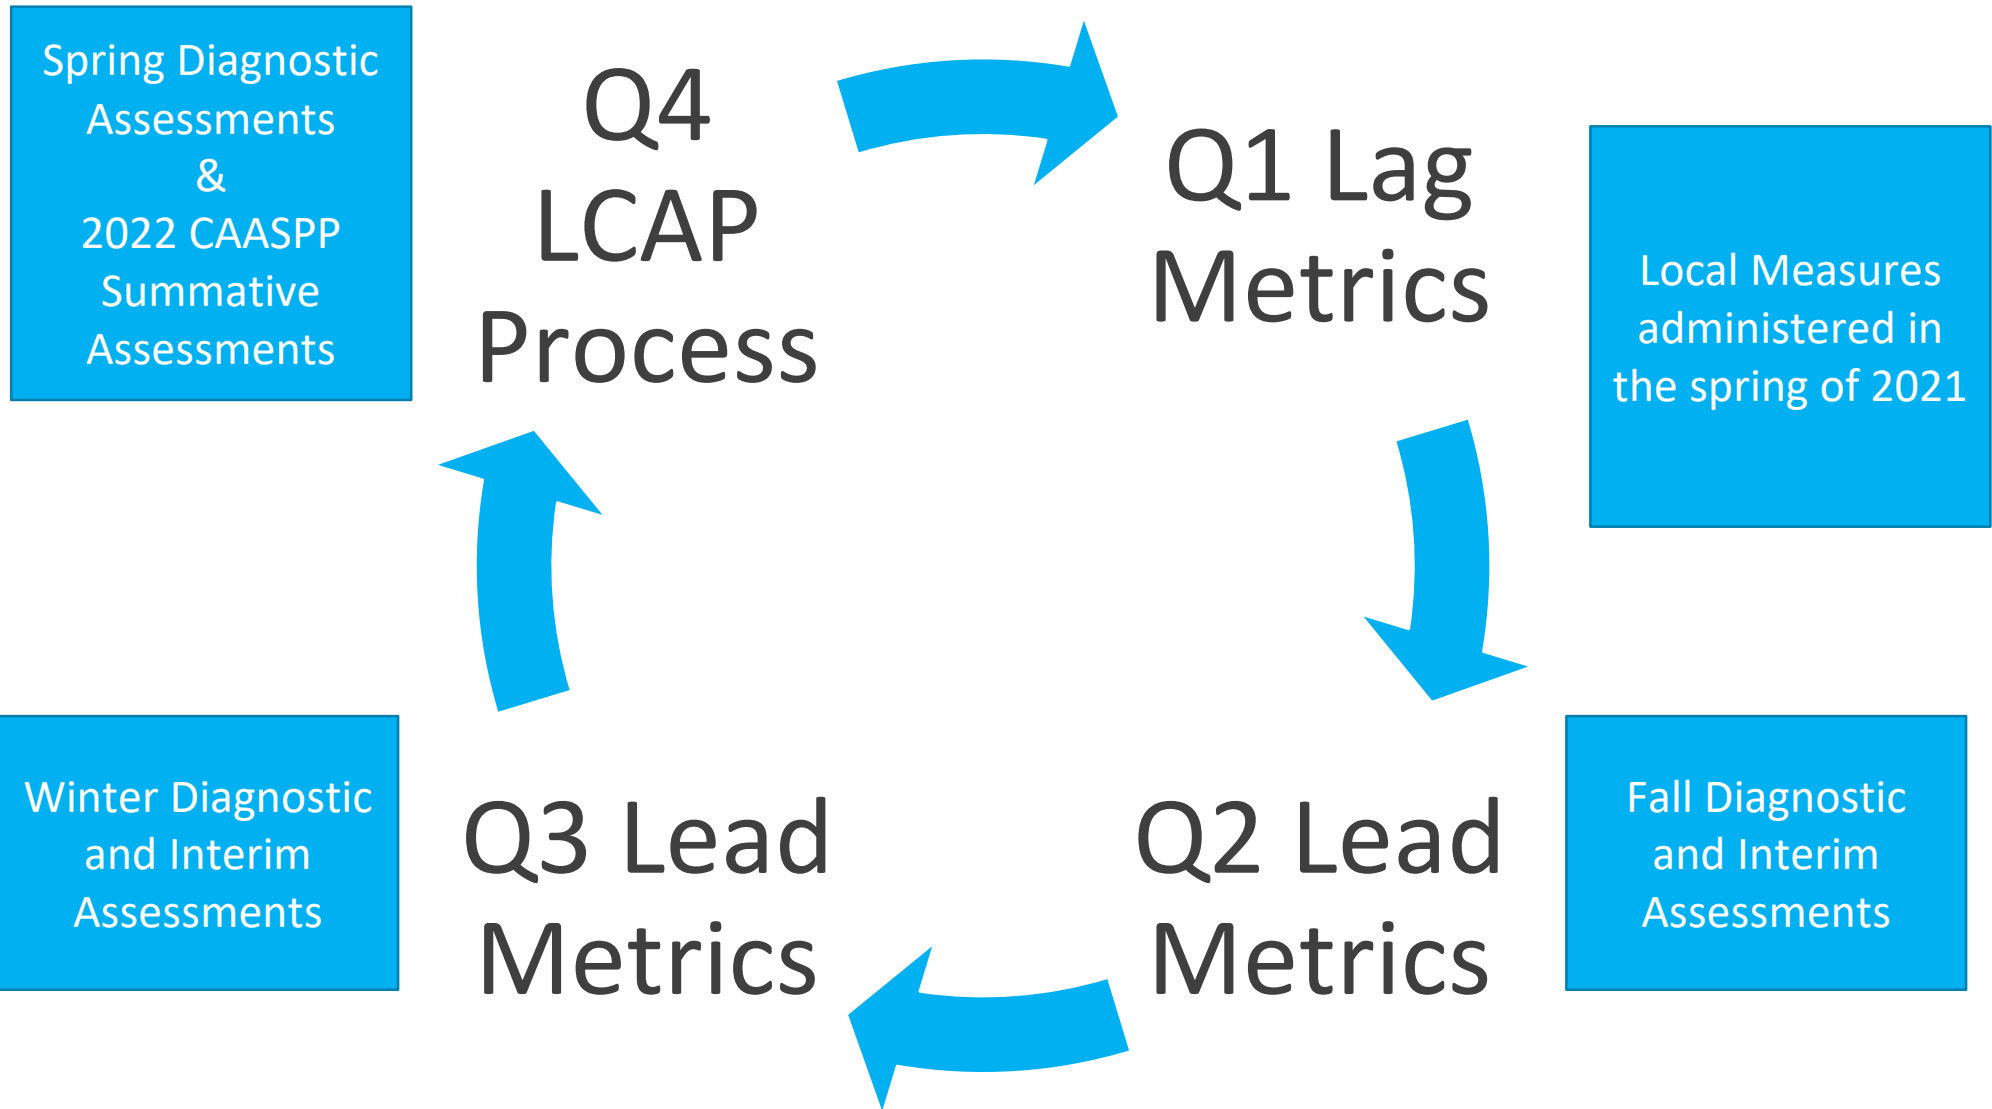 Spring Diagnostic
Assessments
&
2022 CAASPP
Summative
Assessments
Q4
LCAP
Process
Q1 Lag
Metrics
Local Measures
administered in
the spring of 2021
Winter Diagnostic
and Interim
Assessments
Q3 Lead
Metrics
Q2 Lead
Metrics
Fall Diagnostic
and Interim
Assessments